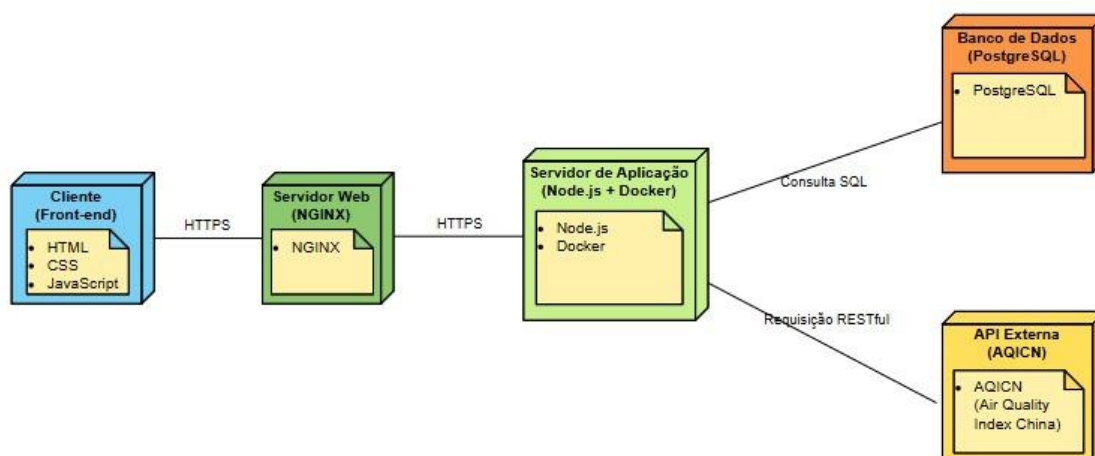 Cliente
(Front-end)
• HTML
• CSS
• JavaScript
HTTPS
Servidor Web
(NGINX)
• NGINX
HTTPS
Servidor de Aplicação
(Node.js + Docker)
• Node.js
• Docker
Consulta SQL
Requisição RESTful
Banco de Dados
(PostgreSQL)
• PostgreSQL
API Externa
(AQICN)
• AQICN
(Air Quality
Index China)